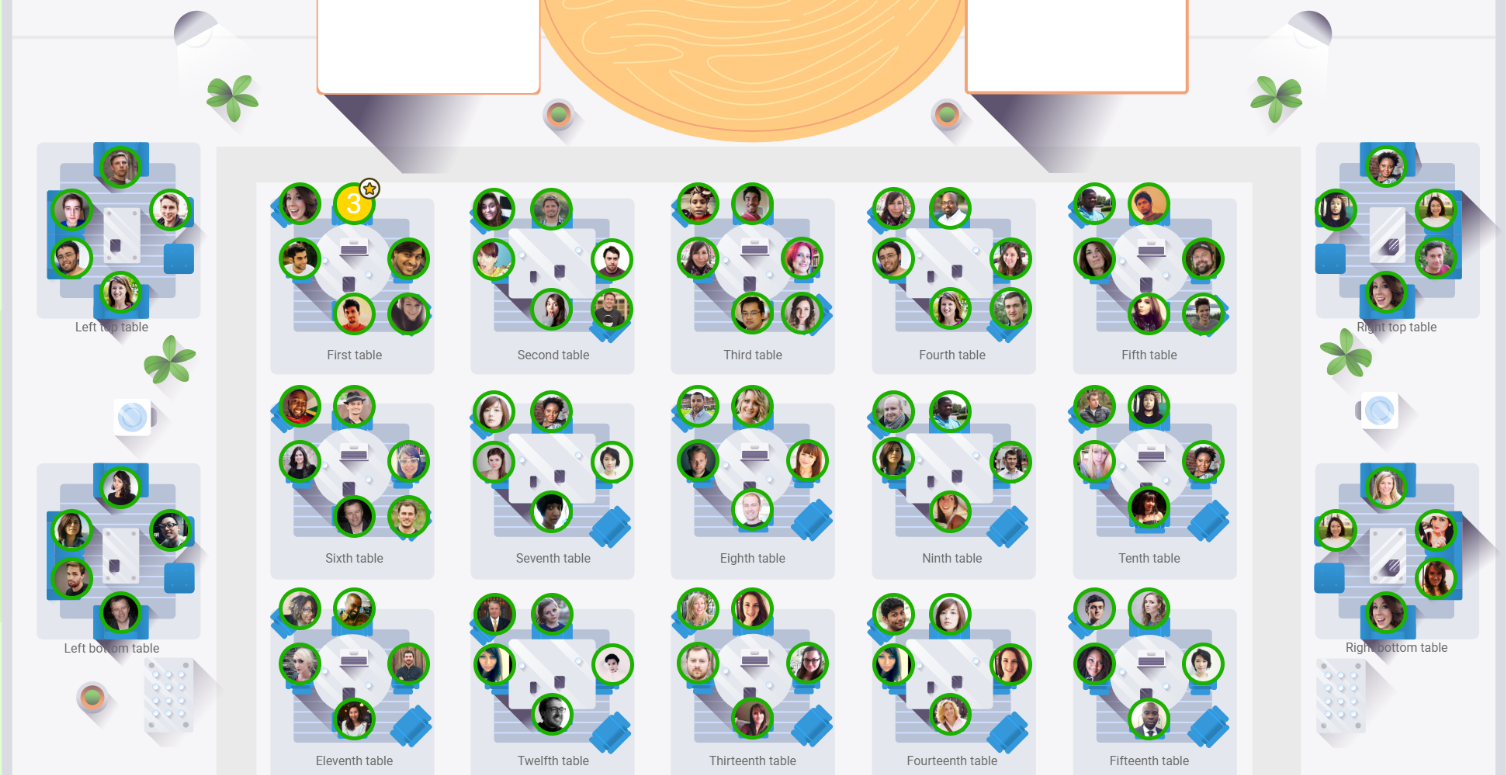 3
First table
Second table
Third table
Fourth table
Fifth table
Left top table
Right top table
Sixth table
Seventh table
Eighth table
Ninth table
Tenth table
Left bottom table
Right bottom table
Eleventh table
Twelfth table
Thirteenth table
Fourteenth table
Fifteenth table